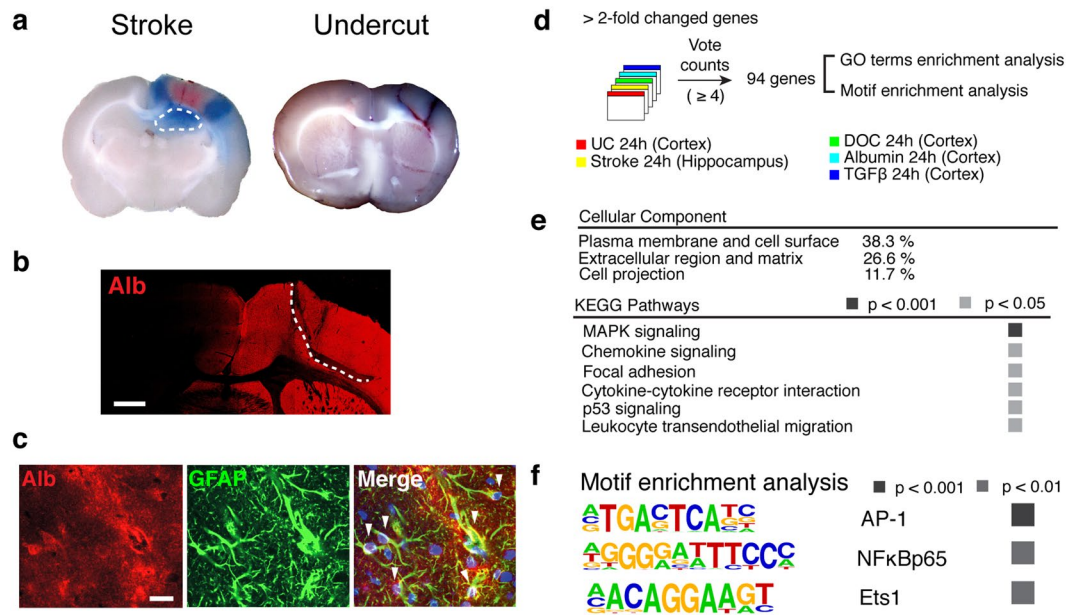 a
Stroke
Undercut
b
Alb
c
Alb
GFAP
Merge
d
> 2-fold changed genes
Vote
counts
(≥ 4)
94 genes
GO terms enrichment analysis
Motif enrichment analysis
UC 24h (Cortex)
Stroke 24h (Hippocampus)
DOC 24h (Cortex)
Albumin 24h (Cortex)
TGFβ 24h (Cortex)
e
Cellular Component
Plasma membrane and cell surface 38.3 %
Extracellular region and matrix 26.6 %
Cell projection 11.7 %
KEGG Pathways p < 0.001 p < 0.05
MAPK signaling
Chemokine signaling
Focal adhesion
Cytokine-cytokine receptor interaction
p53 signaling
Leukocyte transendothelial migration
f
Motif enrichment analysis p < 0.001 p < 0.01
TGACTCA AP-1
GGGGATTTCCC NFκBp65
AACAGGAAGT Ets1